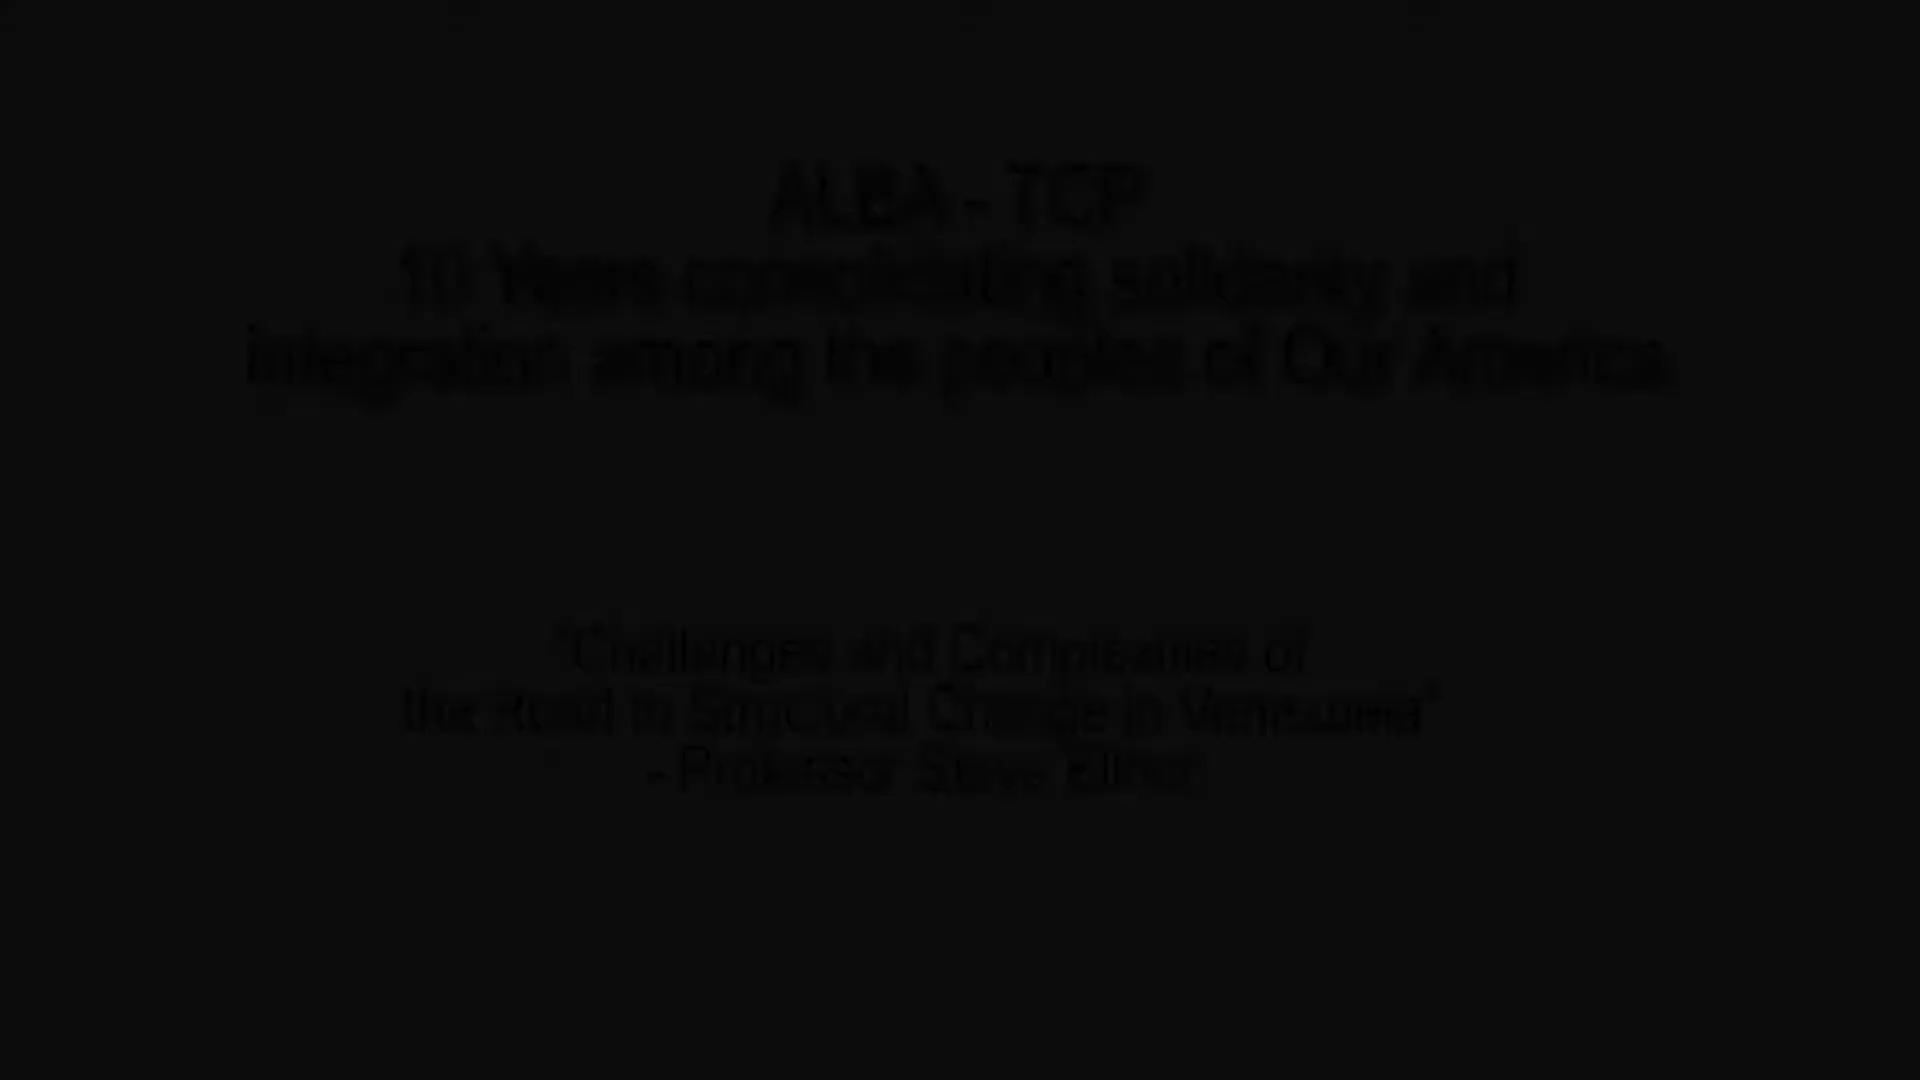 ALBA - TCP
10 Years consolidating solidarity and
integration among the peoples of Our America
"Challenges and Complexities of
the Road to Structural Change in Venezuela"
- Professor Steve Ellner